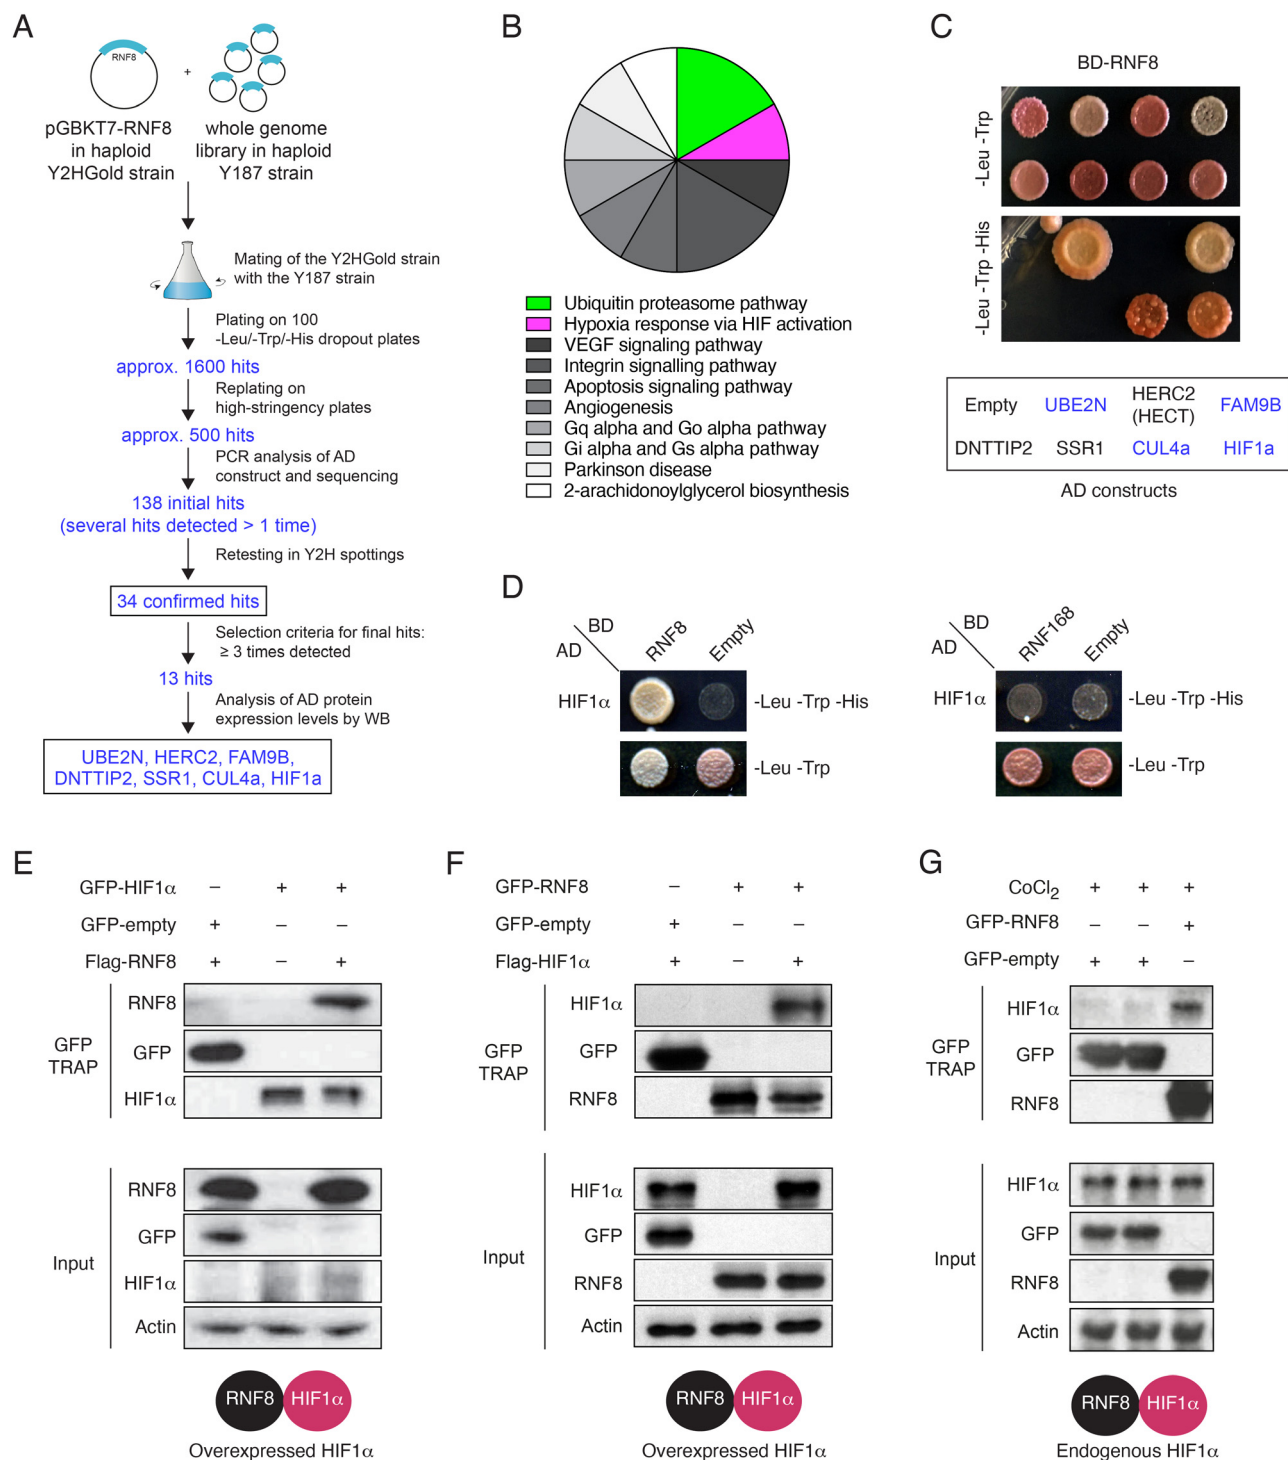 A
RNF8
+
pGBKT7-RNF8
in haploid
Y2HGold strain
whole genome
library in haploid
Y187 strain
Mating of the Y2HGold strain
with the Y187 strain
Plating on 100
-Leu/-Trp/-His dropout plates
approx. 1600 hits
Replating on
high-stringency plates
approx. 500 hits
PCR analysis of AD
construct and sequencing
138 initial hits
(several hits detected > 1 time)
Retesting in Y2H spottings
34 confirmed hits
Selection criteria for final hits:
≥ 3 times detected
13 hits
Analysis of AD protein
expression levels by WB
UBE2N, HERC2, FAM9B,
DNTTIP2, SSR1, CUL4a, HIF1a
B
Ubiquitin proteasome pathway
Hypoxia response via HIF activation
VEGF signaling pathway
Integrin signalling pathway
Apoptosis signaling pathway
Angiogenesis
Gq alpha and Go alpha pathway
Gi alpha and Gs alpha pathway
Parkinson disease
2-arachidonoylglycerol biosynthesis
C
BD-RNF8
-Leu -Trp
-Leu -Trp -His
Empty UBE2N HERC2 (HECT) FAM9B
DNTTIP2 SSR1 CUL4a HIF1a
AD constructs
D
BD
AD
RNF8 Empty
HIF1α -Leu -Trp -His
-Leu -Trp
BD
AD
RNF168 Empty
HIF1α -Leu -Trp -His
-Leu -Trp
E
GFP-HIF1α – + +
GFP-empty + – –
Flag-RNF8 + – +
GFP
TRAP
RNF8
GFP
HIF1α
Input
RNF8
GFP
HIF1α
Actin
RNF8 HIF1α
Overexpressed HIF1α
F
GFP-RNF8 – + +
GFP-empty + – –
Flag-HIF1α + – +
GFP
TRAP
HIF1α
GFP
RNF8
Input
HIF1α
GFP
RNF8
Actin
RNF8 HIF1α
Overexpressed HIF1α
G
CoCl2 + + +
GFP-RNF8 – – +
GFP-empty + + –
GFP
TRAP
HIF1α
GFP
RNF8
Input
HIF1α
GFP
RNF8
Actin
RNF8 HIF1α
Endogenous HIF1α